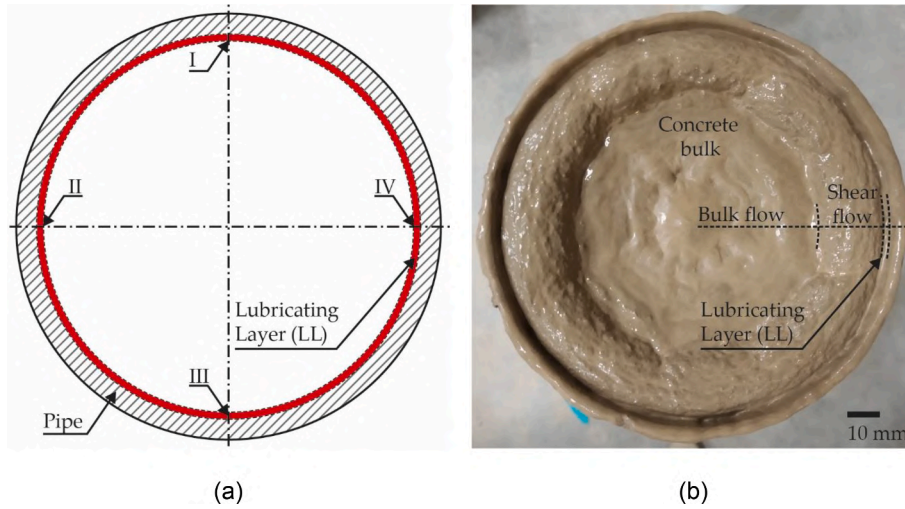 I
II
IV
Lubricating
Layer (LL)
III
Pipe
(a)
Concrete
bulk
Shear
Bulk flow
flow
Lubricating
Layer (LL)
10 mm
(b)